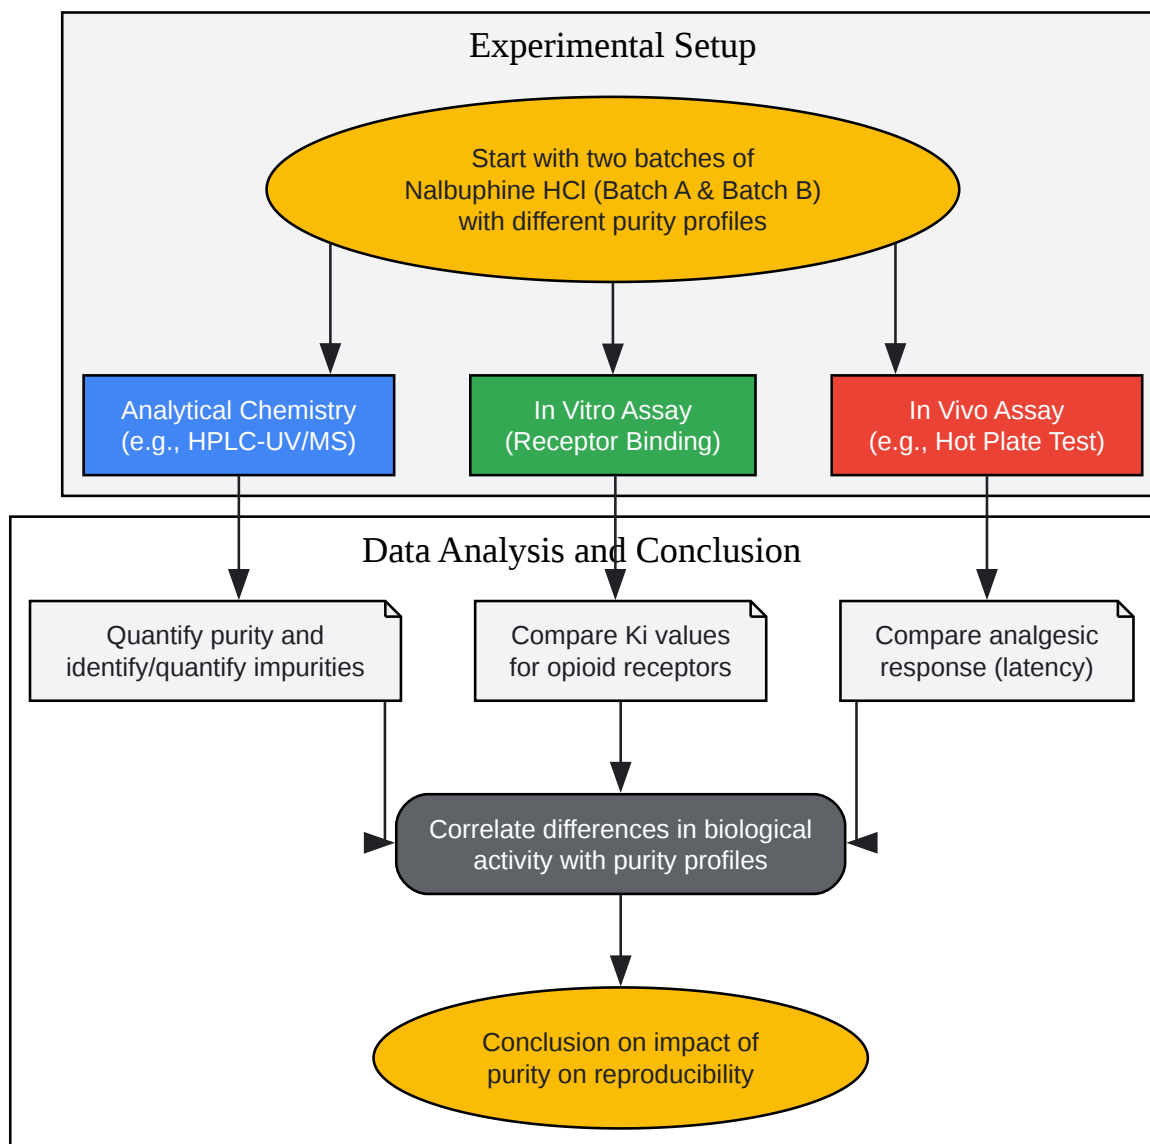 Experimental Setup
Start with two batches of
Nalbuphine HCl (Batch A & Batch B)
with different purity profiles
Analytical Chemistry
(e.g., HPLC-UV/MS)
In Vitro Assay
(Receptor Binding)
In Vivo Assay
(e.g., Hot Plate Test)
Data Analysis and Conclusion
Quantify purity and
identify/quantify impurities
Compare Ki values
for opioid receptors
Compare analgesic
response (latency)
Correlate differences in biological
activity with purity profiles
Conclusion on impact of
purity on reproducibility